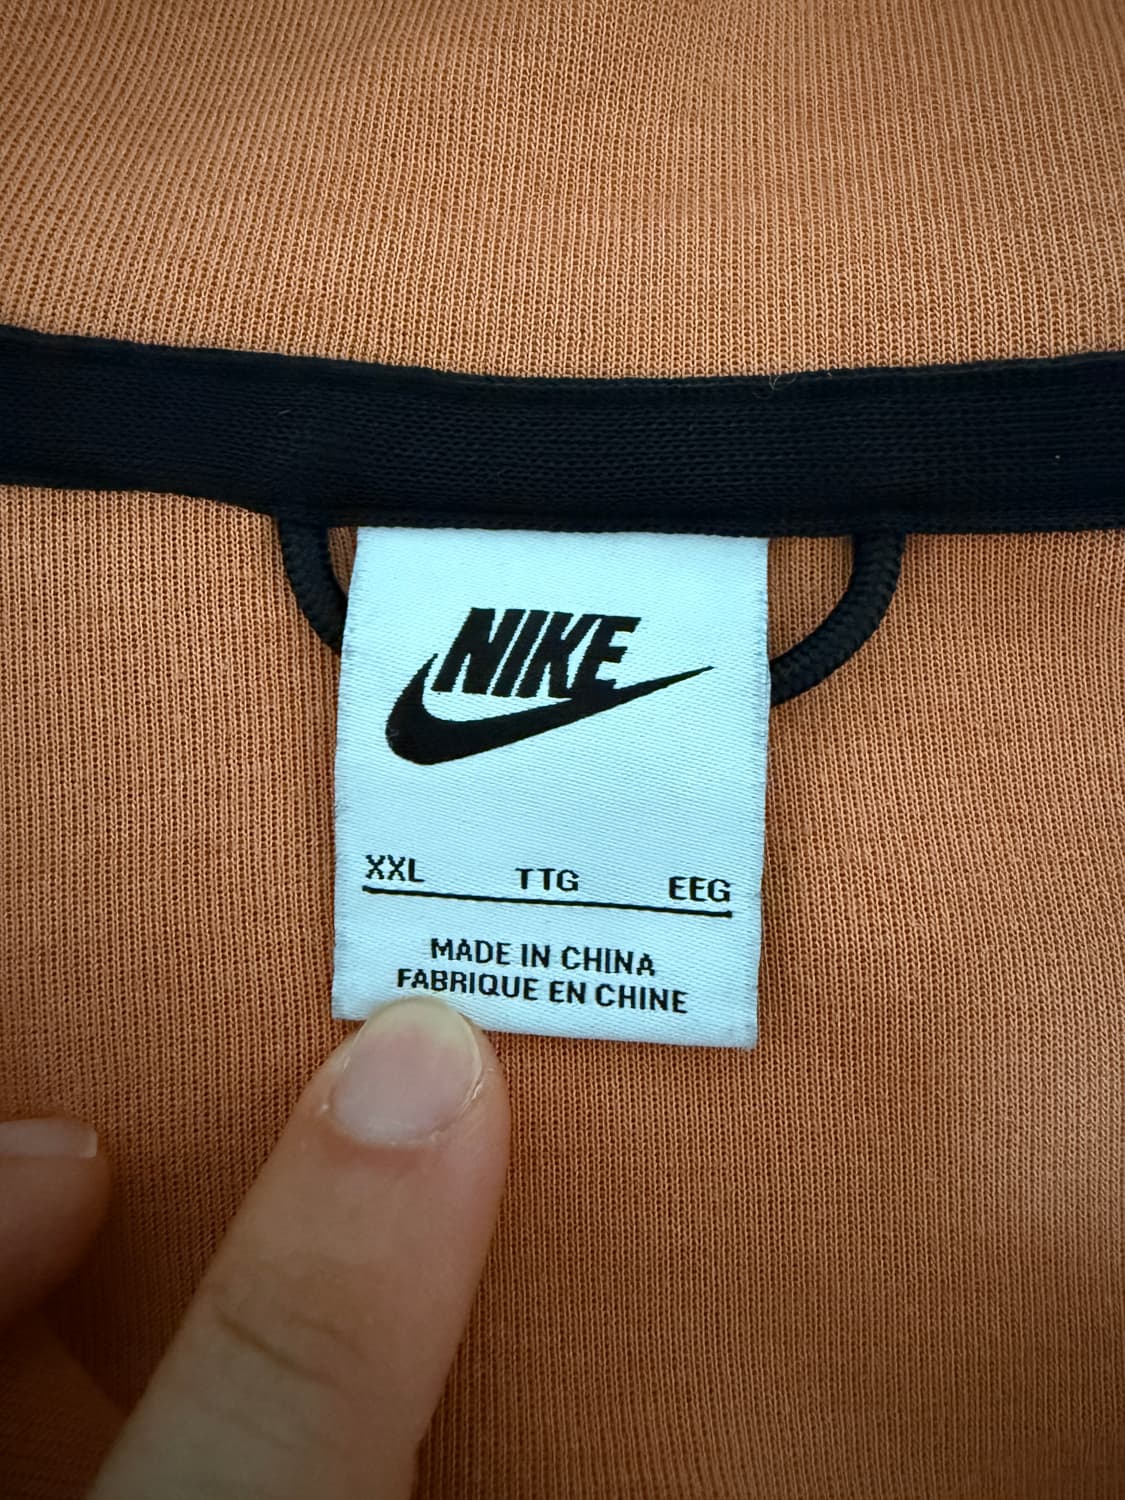 NIKE
XXL TTG EEG
MADE IN CHINA
FABRIQUE EN CHINE